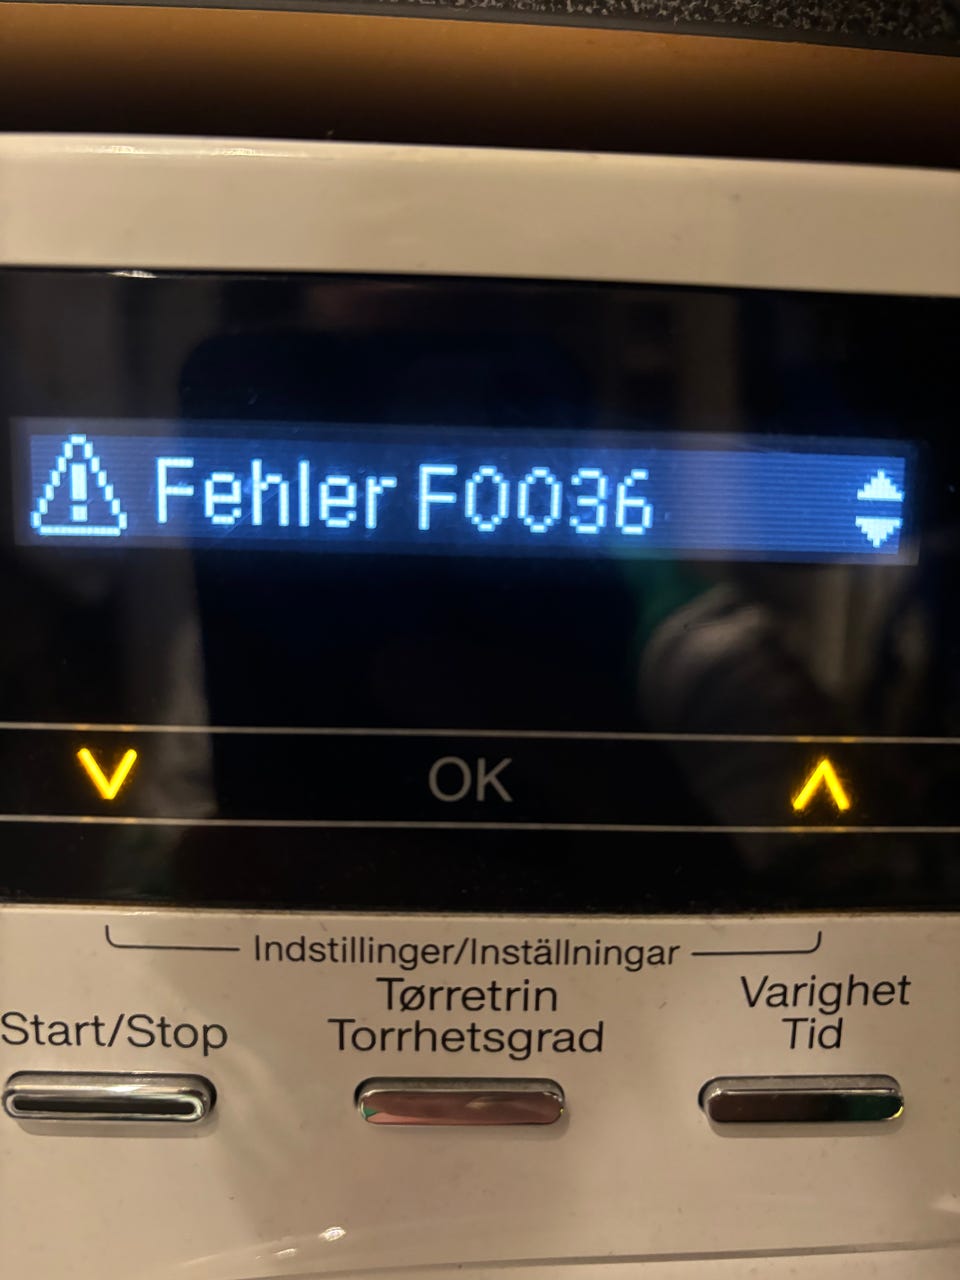 Fehler F0036
OK
Indstillinger/Inställningar
Start/Stop
Tørretrin
Torrhetsgrad
Varighet
Tid